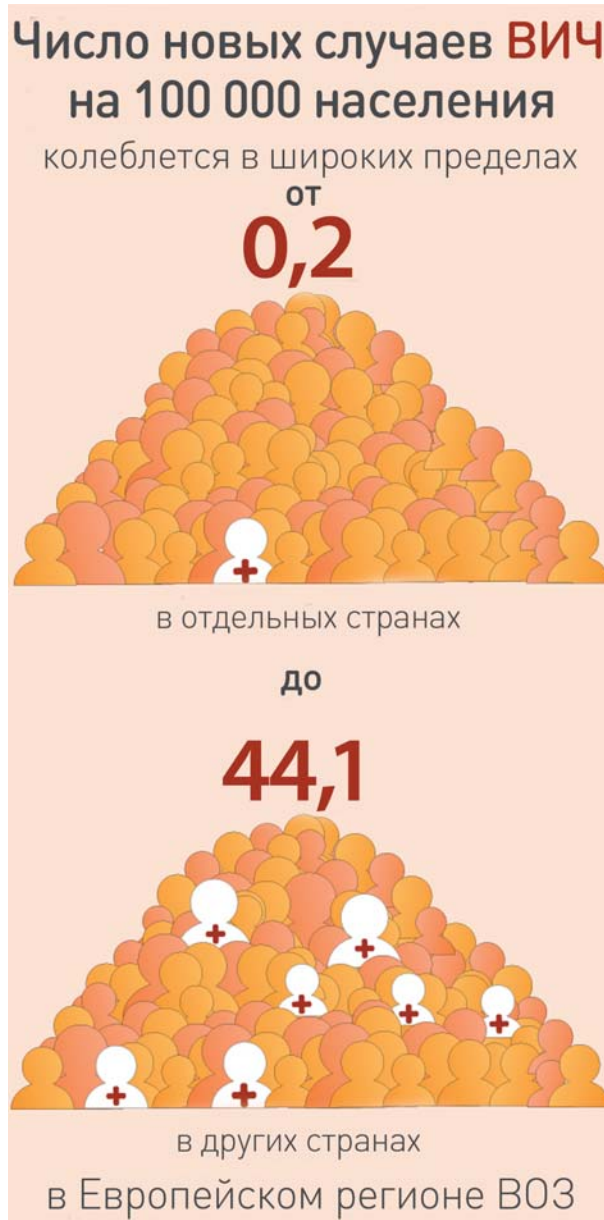 Число новых случаев ВИЧ
на 100 000 населения
колеблется в широких пределах
от
0,2
в отдельных странах
до
44,1
в других странах
в Европейском регионе ВОЗ